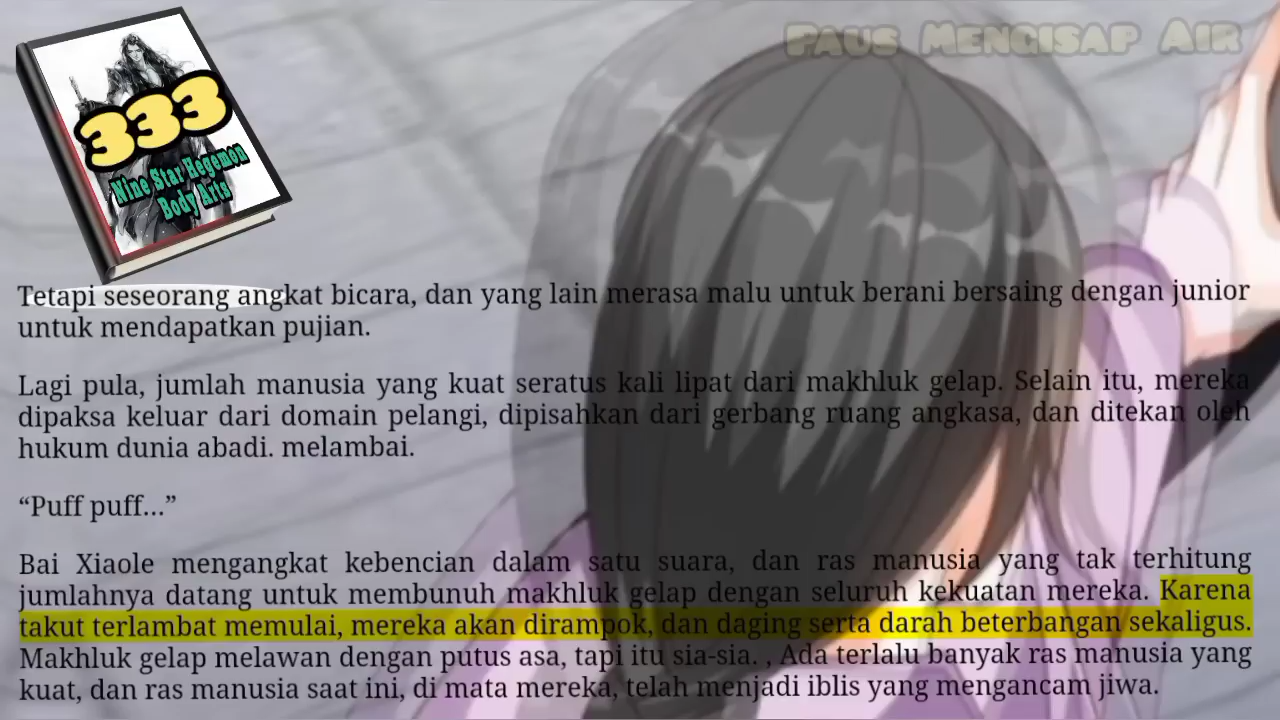 Paus Mengisap Air
333
Nine Star Hegemon
Body Arts
Tetapi seseorang angkat bicara, dan yang lain merasa malu untuk berani bersaing dengan junior
untuk mendapatkan pujian.
Lagi pula, jumlah manusia yang kuat seratus kali lipat dari makhluk gelap. Selain itu, mereka
dipaksa keluar dari domain pelangi, dipisahkan dari gerbang ruang angkasa, dan ditekan oleh
hukum dunia abadi. melambai.
“Puff puff...”
Bai Xiaole mengangkat kebencian dalam satu suara, dan ras manusia yang tak terhitung
jumlahnya datang untuk membunuh makhluk gelap dengan seluruh kekuatan mereka. Karena
takut terlambat memulai, mereka akan dirampok, dan daging serta darah beterbangan sekaligus.
Makhluk gelap melawan dengan putus asa, tapi itu sia-sia. , Ada terlalu banyak ras manusia yang
kuat, dan ras manusia saat ini, di mata mereka, telah menjadi iblis yang mengancam jiwa.